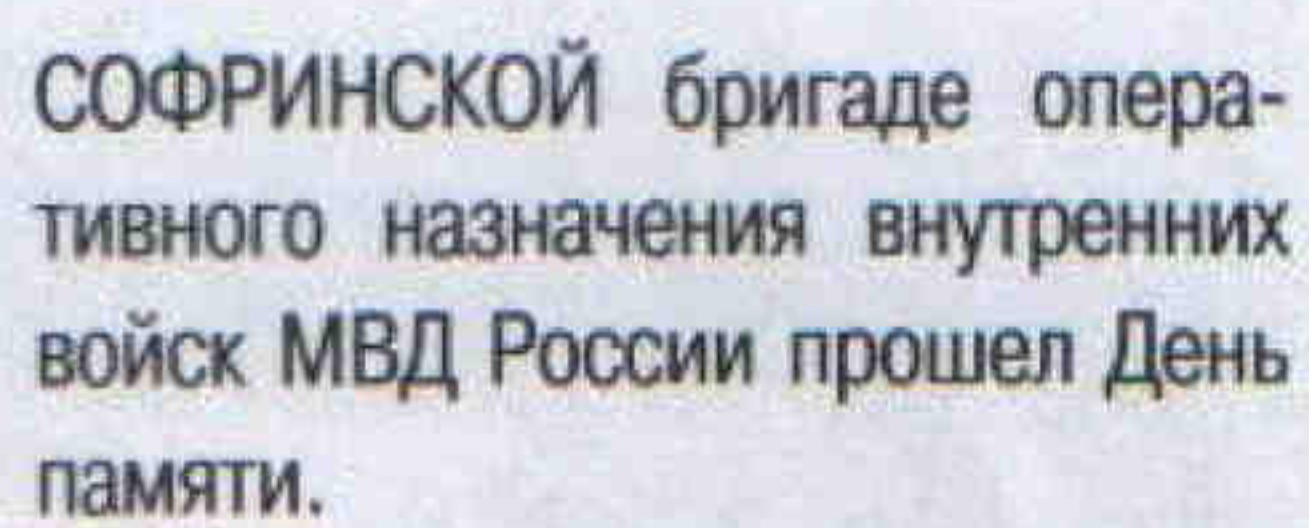 СОФРИНСКОЙ бригаде опера-
тивного назначения внутренних
войск МВД России прошел День
памяти.